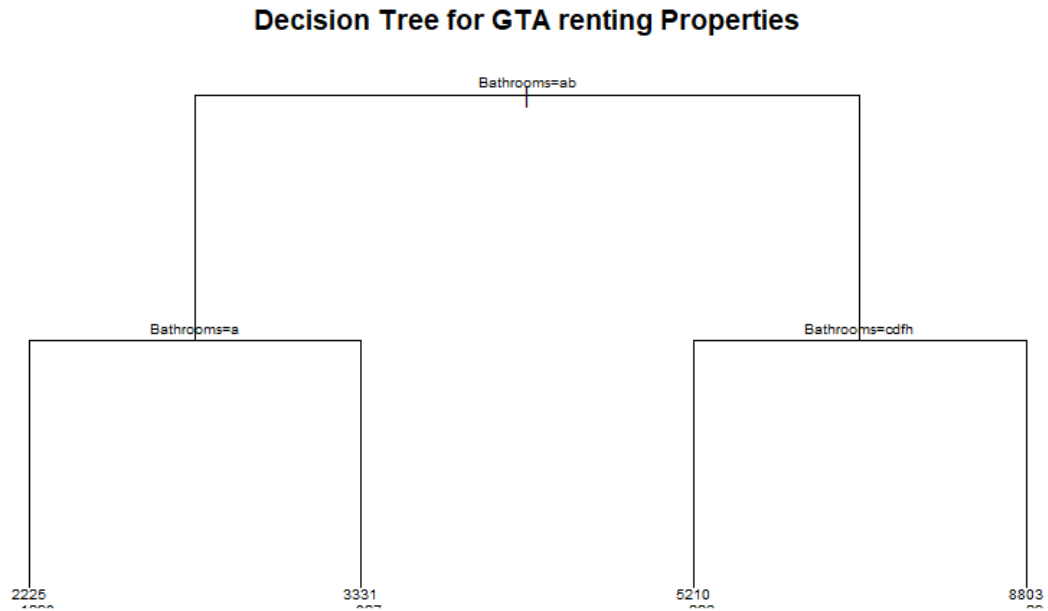 Decision Tree for GTA renting Properties
Bathrooms=ab
Bathrooms=a
Bathrooms=cdfh
2225
3331
5210
8803